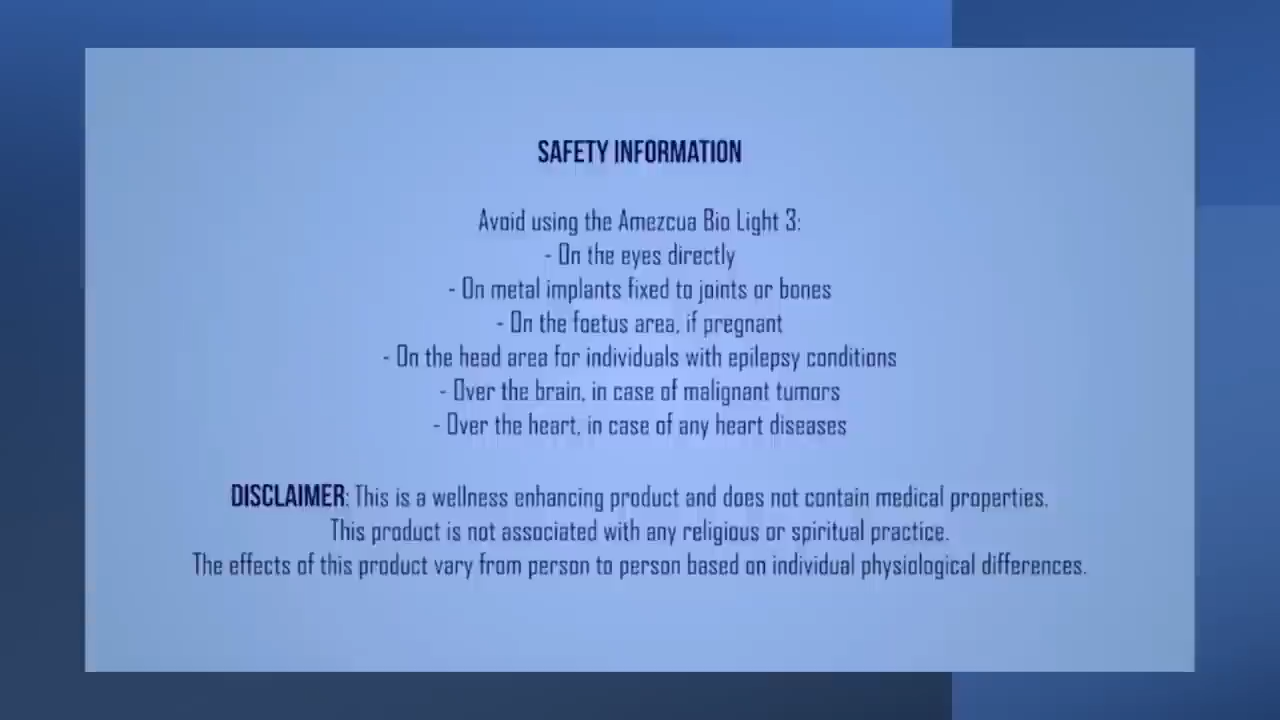 SAFETY INFORMATION
Avoid using the Amezcua Bio Light 3:
- On the eyes directly
- On metal implants fixed to joints or bones
- On the foetus area, if pregnant
- On the head area for individuals with epilepsy conditions
- Over the brain, in case of malignant tumors
- Over the heart, in case of any heart diseases
DISCLAIMER: This is a wellness enhancing product and does not contain medical properties.
This product is not associated with any religious or spiritual practice.
The effects of this product vary from person to person based on individual physiological differences.